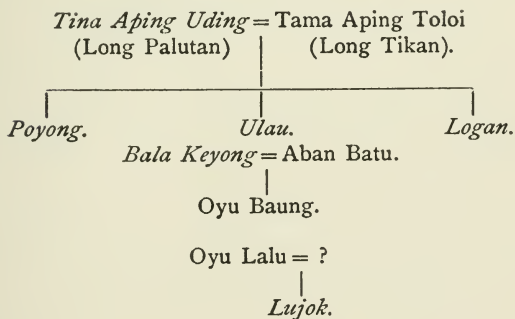 Tina Aping Uding = Tama Aping Toloi
(Long Palutan) (Long Tikan).
Poyong. Ulau. Logan.
Bala Keyong = Aban Batu.
Oyu Baung.
Oyu Lalu = ?
Lujok.